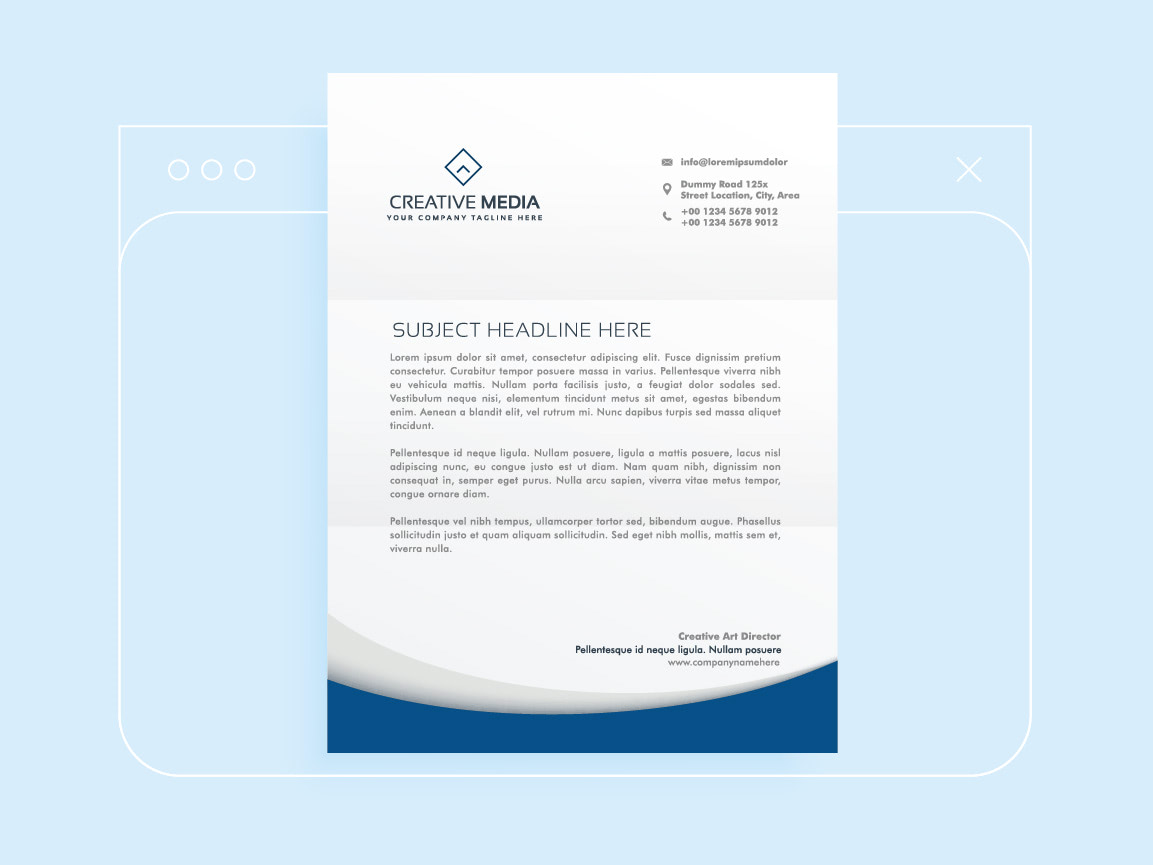 CREATIVE MEDIA
YOUR COMPANY TAGLINE HERE
info@loremipsumdolor
Dummy Road 125x
Street Location, City, Area
+00 1234 5678 9012
+00 1234 5678 9012
SUBJECT HEADLINE HERE
Lorem ipsum dolor sit amet, consectetur adipiscing elit. Fusce dignissim pretium
consectetur. Curabitur tempor posuere massa in varius. Pellentesque viverra nibh
eu vehicula mattis. Nullam porta facilisis justo, a feugiat dolor sodales sed.
Vestibulum neque nisi, elementum tincidunt metus sit amet, egestas bibendum
enim. Aenean a blandit elit, vel rutrum mi. Nunc dapibus turpis sed massa aliquet
tincidunt.
Pellentesque id neque ligula. Nullam posuere, ligula a mattis posuere, lacus nisl
adipiscing nunc, eu congue justo est ut diam. Nam quam nibh, dignissim non
consequat in, semper eget purus. Nulla arcu sapien, viverra vitae metus tempor,
congue ornare diam.
Pellentesque vel nibh tempus, ullamcorper tortor sed, bibendum augue. Phasellus
sollicitudin justo et quam aliquam sollicitudin. Sed eget nibh mollis, mattis sem et,
viverra nulla.
Creative Art Director
Pellentesque id neque ligula. Nullam posuere
www.companynamehere